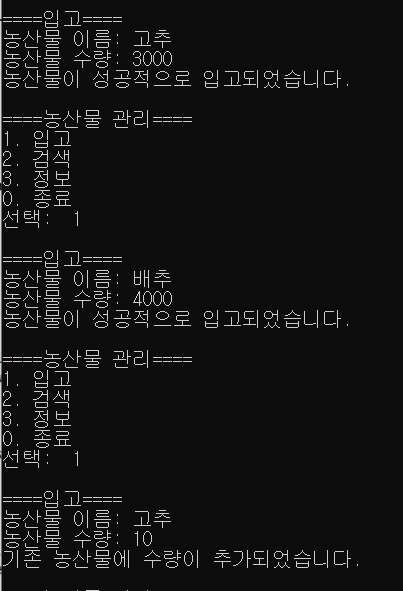 ====입고====
농산물 이름: 고추
농산물 수량: 3000
농산물이 성공적으로 입고되었습니다.
====농산물 관리====
1. 입고
2. 검색
3. 정보
0. 종료
선택:  1
====입고====
농산물 이름: 배추
농산물 수량: 4000
농산물이 성공적으로 입고되었습니다.
====농산물 관리====
1. 입고
2. 검색
3. 정보
0. 종료
선택:  1
====입고====
농산물 이름: 고추
농산물 수량: 10
기존 농산물에 수량이 추가되었습니다.